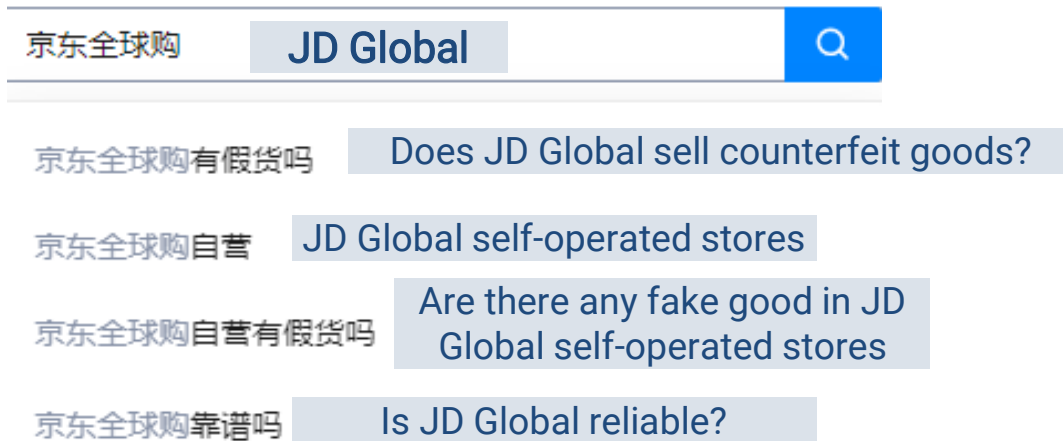 京东全球购 JD Global
京东全球购有假货吗 Does JD Global sell counterfeit goods?
京东全球购自营 JD Global self-operated stores
Are there any fake good in JD
京东全球购自营有假货吗 Global self-operated stores
京东全球购靠谱吗 Is JD Global reliable?